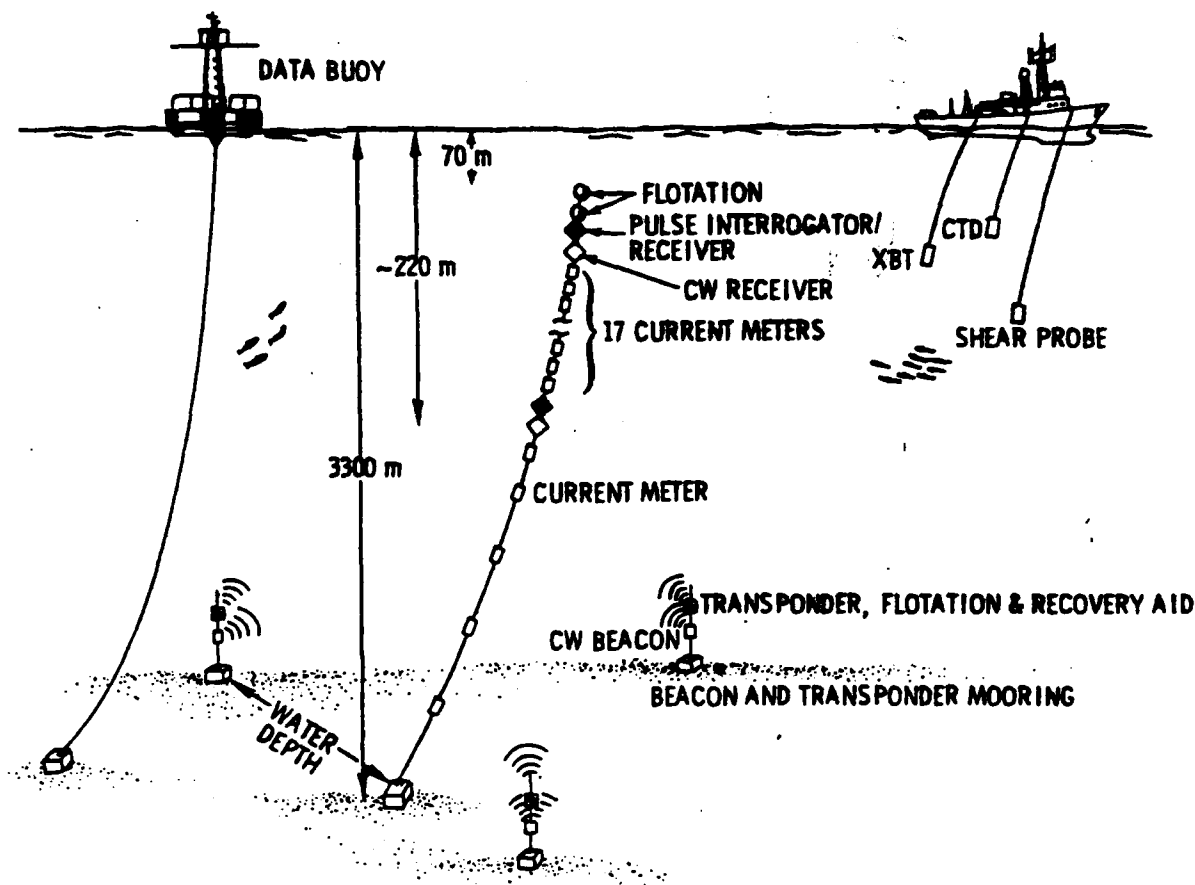 DATA BUOY
70 m
FLOTATION
PULSE INTERROGATOR/
RECEIVER
CTD
XBT
~220 m
CW RECEIVER
17 CURRENT METERS
SHEAR PROBE
3300 m
CURRENT METER
TRANSPONDER, FLOTATION & RECOVERY AID
CW BEACON
BEACON AND TRANSPONDER MOORING
WATER
DEPTH